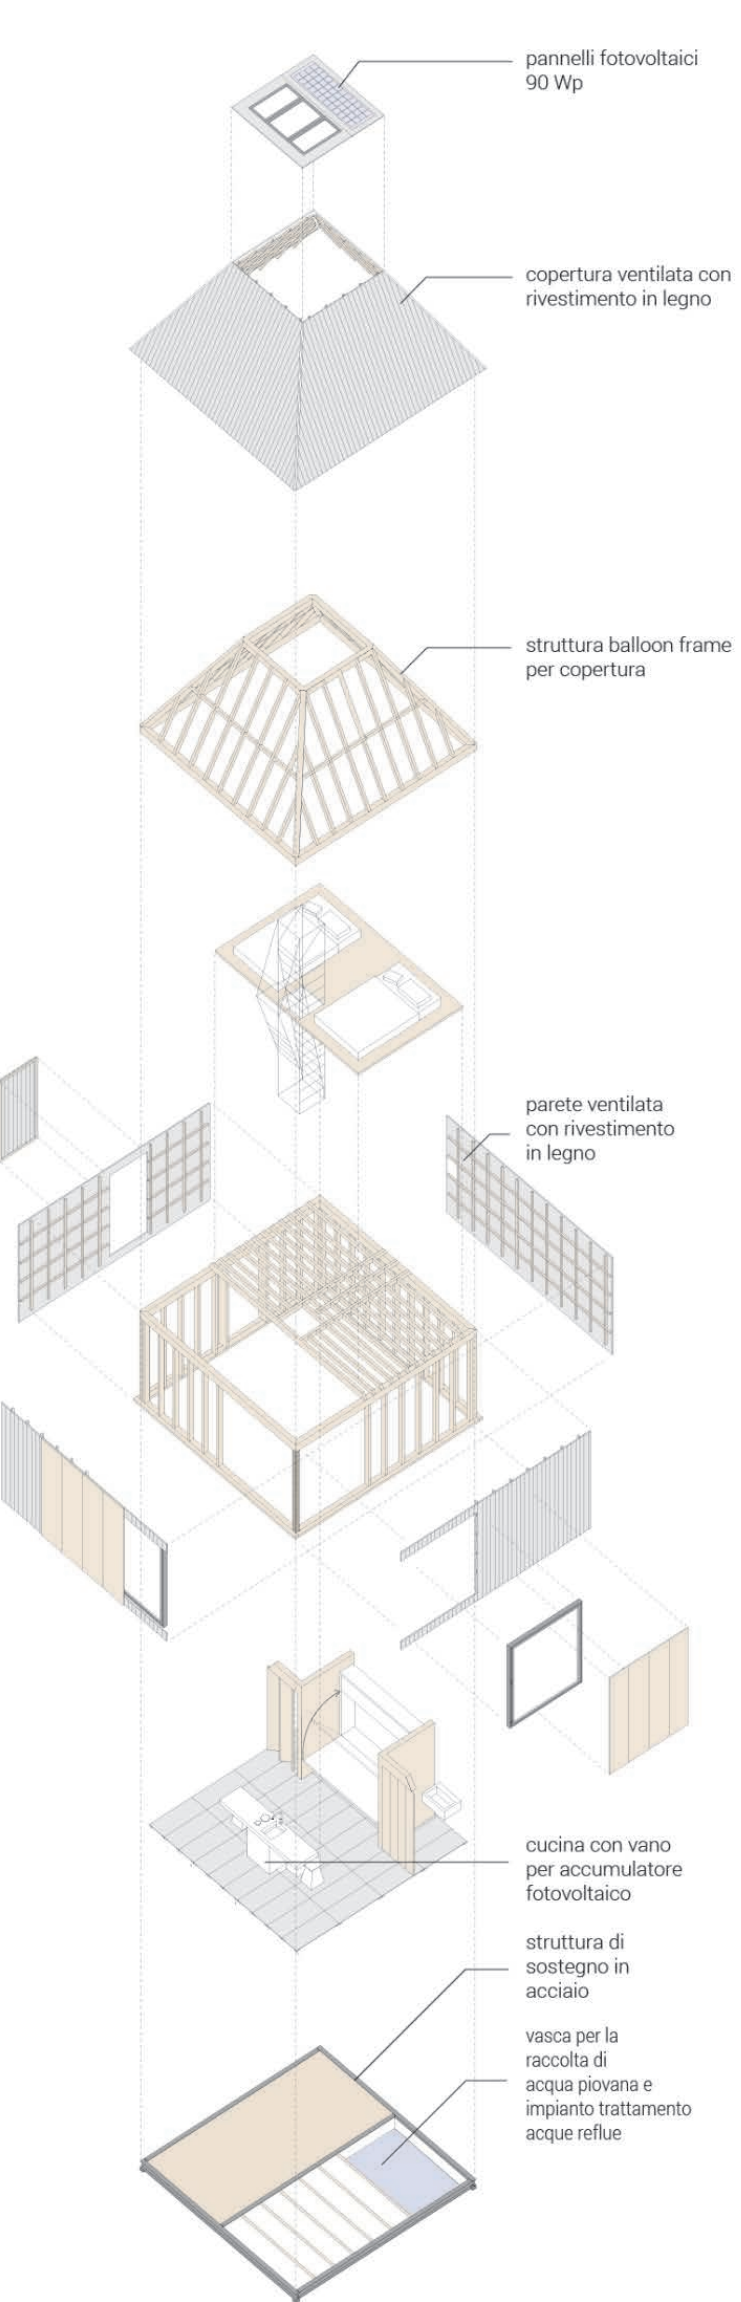 pannelli fotovoltaici
90 Wp
copertura ventilata con
rivestimento in legno
struttura balloon frame
per copertura
parete ventilata
con rivestimento
in legno
cucina con vano
per accumulatore
fotovoltaico
struttura di
sostegno in
acciaio
vasca per la
raccolta di
acqua piovana e
impianto trattamento
acque reflue